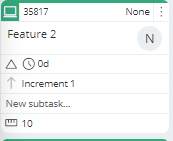 35817 None
Feature 2
N
0d
Increment 1
New subtask...
10